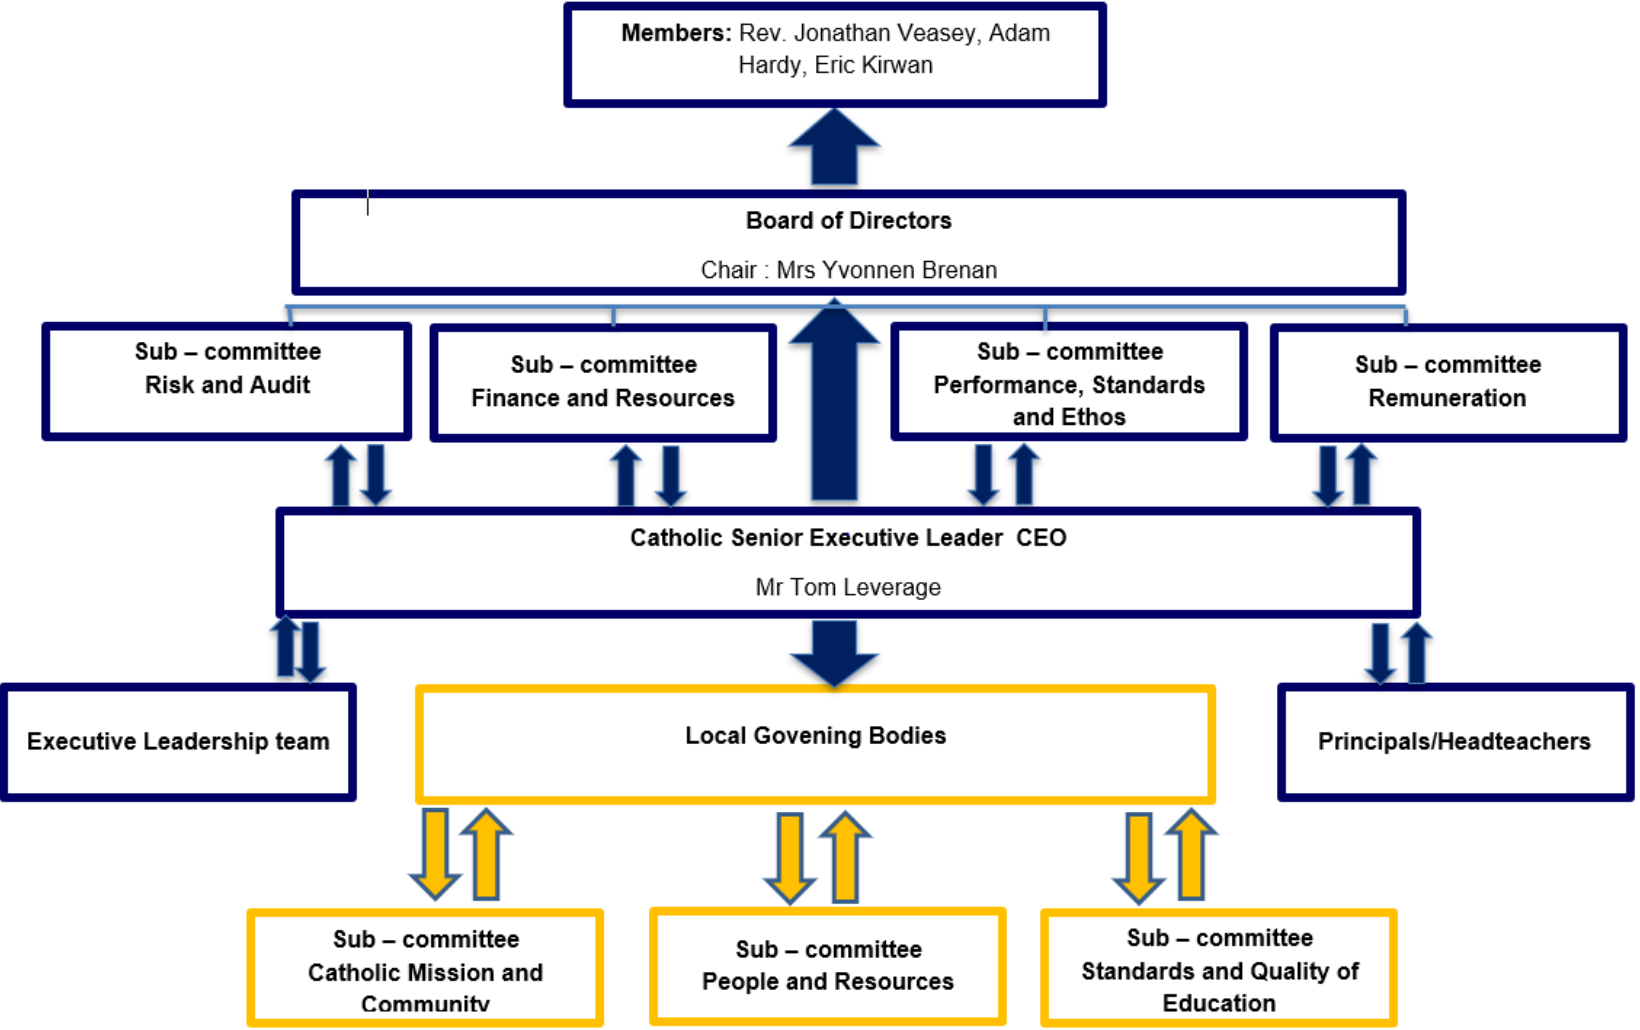 Members: Rev. Jonathan Veasey, Adam
Hardy, Eric Kirwan
Board of Directors
Chair : Mrs Yvonnen Brenan
Sub – committee
Risk and Audit
Sub – committee
Finance and Resources
Sub – committee
Performance, Standards
and Ethos
Sub – committee
Remuneration
Catholic Senior Executive Leader CEO
Mr Tom Leverage
Executive Leadership team
Local Govening Bodies
Principals/Headteachers
Sub – committee
Catholic Mission and
Community
Sub – committee
People and Resources
Sub – committee
Standards and Quality of
Education